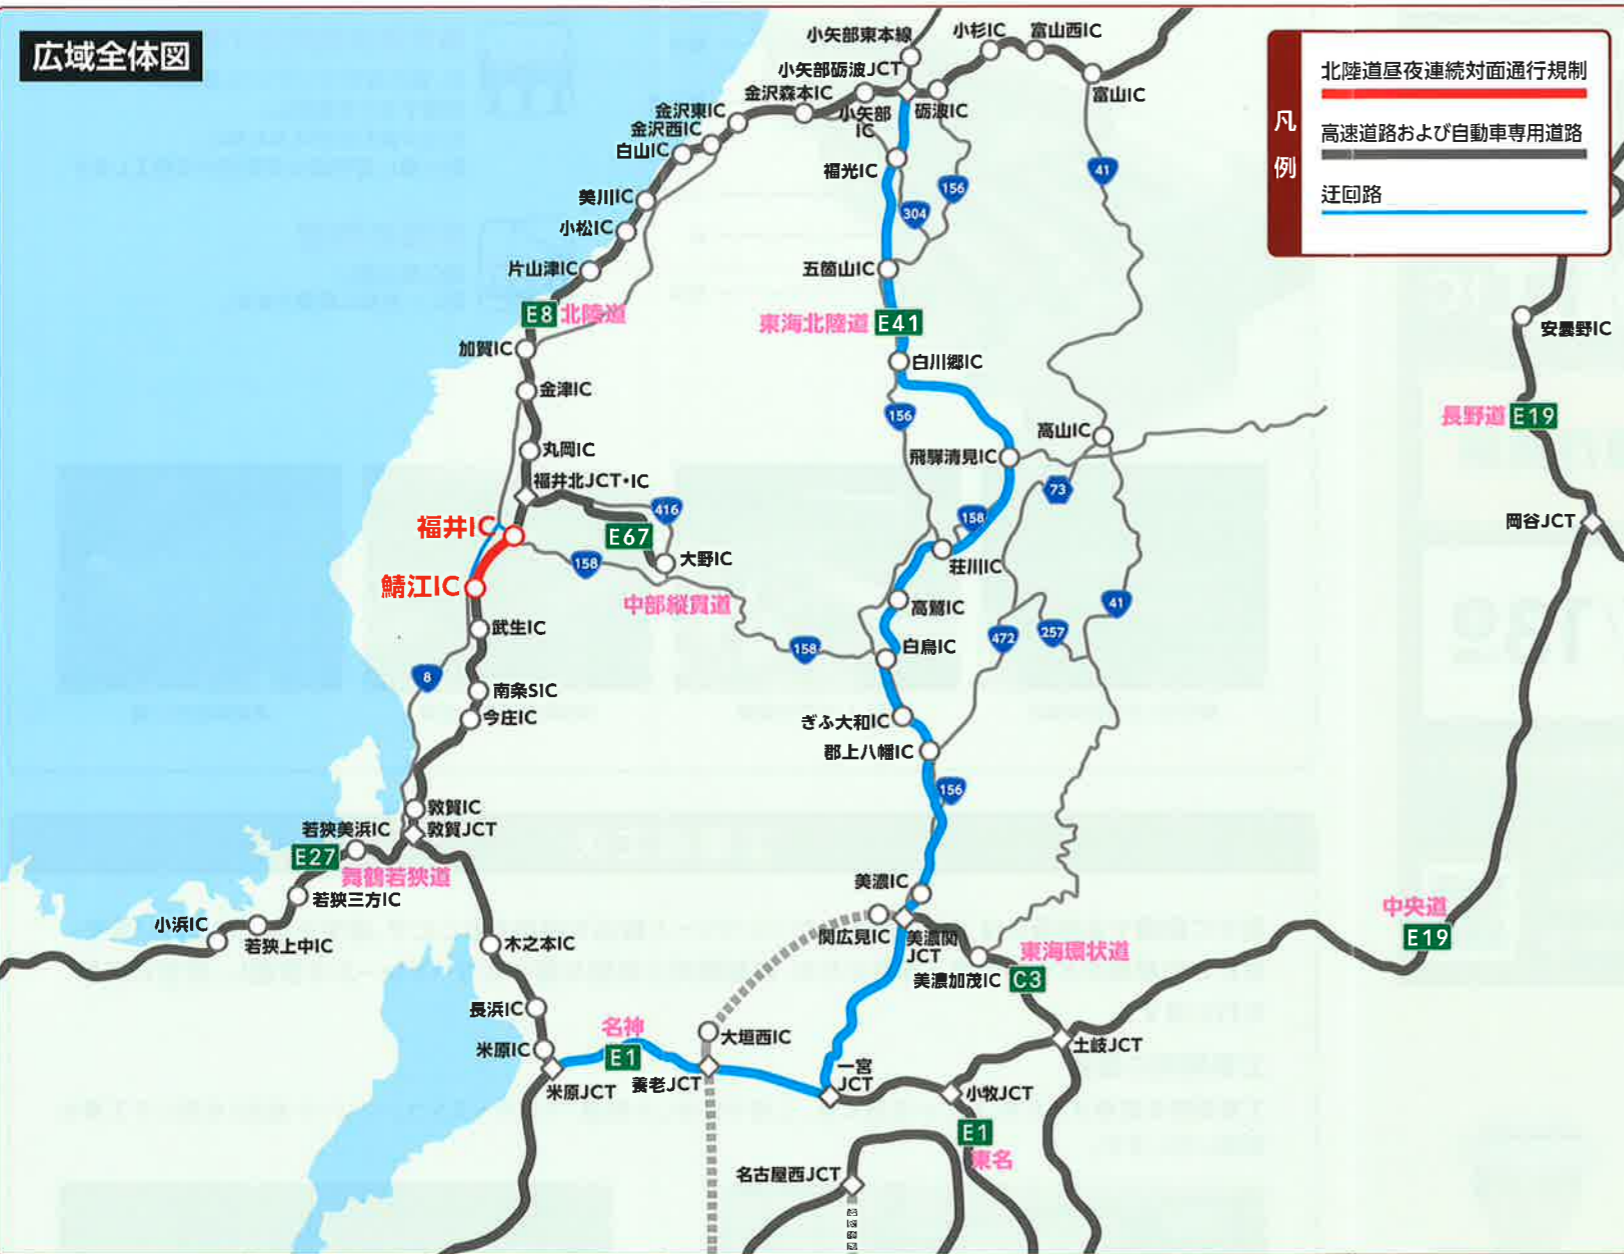 広域全体図
凡例
北陸道昼夜連続対面通行規制
高速道路および自動車専用道路
迂回路
小矢部東本線
小杉IC
富山西IC
小矢部砺波JCT
金沢森本IC
小矢部
IC
砺波IC
富山IC
金沢東IC
金沢西IC
白山IC
福光IC
41
156
304
美川IC
小松IC
片山津IC
五箇山IC
E8 北陸道
東海北陸道 E41
安曇野IC
加賀IC
白川郷IC
金津IC
156
長野道 E19
丸岡IC
高山IC
飛騨清見IC
福井北JCT・IC
73
416
158
福井IC
E67
岡谷JCT
158
大野IC
荘川IC
鯖江IC
中部縦貫道
高鷲IC
41
武生IC
472
257
158
白鳥IC
8
南条SIC
今庄IC
ぎふ大和IC
郡上八幡IC
156
敦賀IC
若狭美浜IC
敦賀JCT
E27
舞鶴若狭道
美濃IC
若狭三方IC
中央道
E19
小浜IC
若狭上中IC
木之本IC
関広見IC
美濃関
JCT
東海環状道
美濃加茂IC
C3
長浜IC
名神
E1
大垣西IC
土岐JCT
米原IC
米原JCT
養老JCT
一宮
JCT
小牧JCT
E1
東名
名古屋西JCT